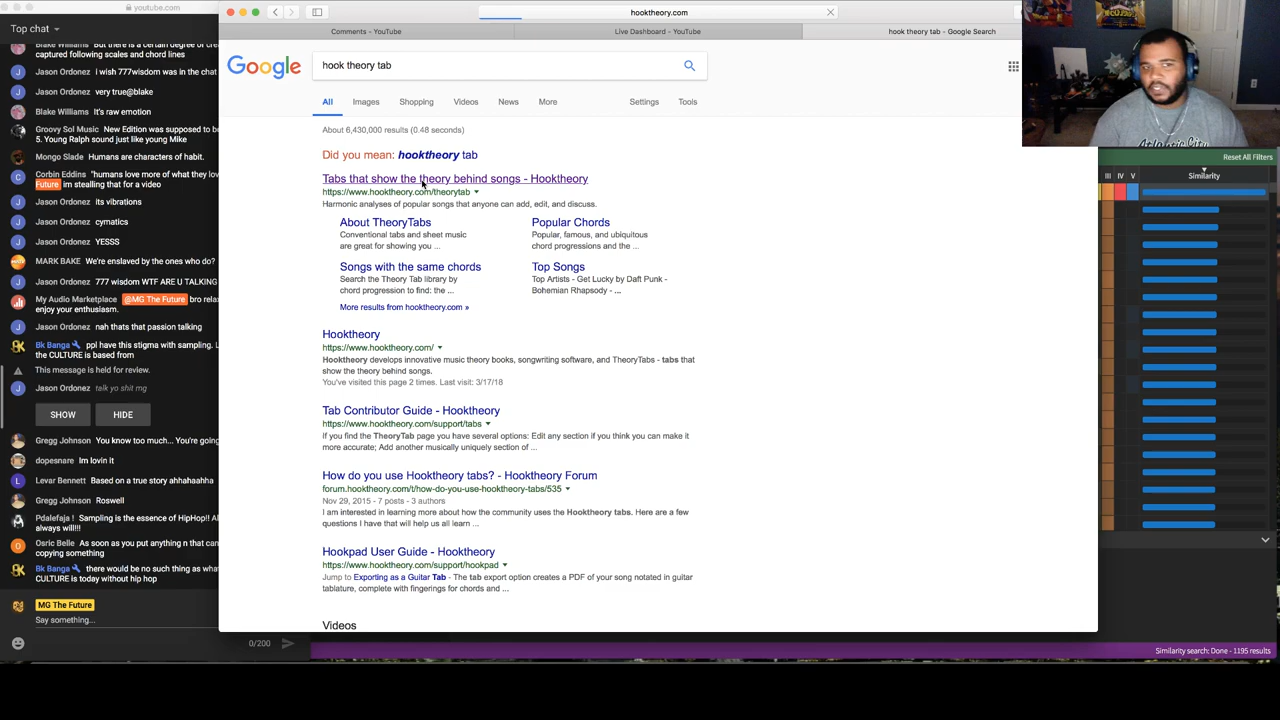 youtube.com
Top chat
Blake Williams But there is a certain degree of
captured following scales and chord lines
Jason Ordonez i wish 777wisdom was in the chat
Jason Ordonez very true@blake
Blake Williams It's raw emotion
Groovy Sol Music New Edition was supposed to be
5. Young Ralph sound just like young Mike
Mongo Slade Humans are characters of habit.
Corbin Eddins "humans love more of what they lov
Future im stealling that for a video
Jason Ordonez its vibrations
Jason Ordonez cymatics
Jason Ordonez YESSS
MARK BAKE We're enslaved by the ones who do?
Jason Ordonez 777 wisdom WTF ARE U TALKING
My Audio Marketplace @MG The Future bro relax
enjoy your enthusiasm.
Jason Ordonez nah thats that passion talking
Bk Banga ppl have this stigma with sampling. L
the CULTURE is based from
This message is held for review.
Jason Ordonez talk yo shit mg
SHOW HIDE
Gregg Johnson You know too much... You're going
dopesnare Im lovin it
Levar Bennett Based on a true story ahhahaahha
Gregg Johnson Roswell
Pdalefaja ! Sampling is the essence of HipHop!! Al
always will!!!
Osric Belle As soon as you put anything n that can
copying something
Bk Banga there would be no such thing as what
CULTURE is today without hip hop
MG The Future
Say something...
0/200
hooktheory.com
Comments - YouTube
Live Dashboard - YouTube
hook theory tab - Google Search
Google
hook theory tab
All Images Shopping Videos News More Settings Tools
About 6,430,000 results (0.48 seconds)
Did you mean: hooktheory tab
Tabs that show the theory behind songs - Hooktheory
https://www.hooktheory.com/theorytab
Harmonic analyses of popular songs that anyone can add, edit, and discuss.
About TheoryTabs
Conventional tabs and sheet music
are great for showing you ...
Popular Chords
Popular, famous, and ubiquitous
chord progressions and the ...
Songs with the same chords
Search the Theory Tab library by
chord progression to find: the ...
Top Songs
Top Artists - Get Lucky by Daft Punk -
Bohemian Rhapsody - ...
More results from hooktheory.com »
Hooktheory
https://www.hooktheory.com/
Hooktheory develops innovative music theory books, songwriting software, and TheoryTabs - tabs that
show the theory behind songs.
You've visited this page 2 times. Last visit: 3/17/18
Tab Contributor Guide - Hooktheory
https://www.hooktheory.com/support/tabs
If you find the TheoryTab page you have several options: Edit any section if you think you can make it
more accurate; Add another musically uniquely section of ...
How do you use Hooktheory tabs? - Hooktheory Forum
forum.hooktheory.com/t/how-do-you-use-hooktheory-tabs/535
Nov 29, 2015 - 7 posts - 3 authors
I am interested in learning more about how the community uses the Hooktheory tabs. Here are a few
questions I have that will help us all learn ...
Hookpad User Guide - Hooktheory
https://www.hooktheory.com/support/hookpad
Jump to Exporting as a Guitar Tab - The tab export option creates a PDF of your song notated in guitar
tablature, complete with fingerings for chords and ...
Videos
Reset All Filters
III IV V Similarity
Similarity search: Done - 1195 results